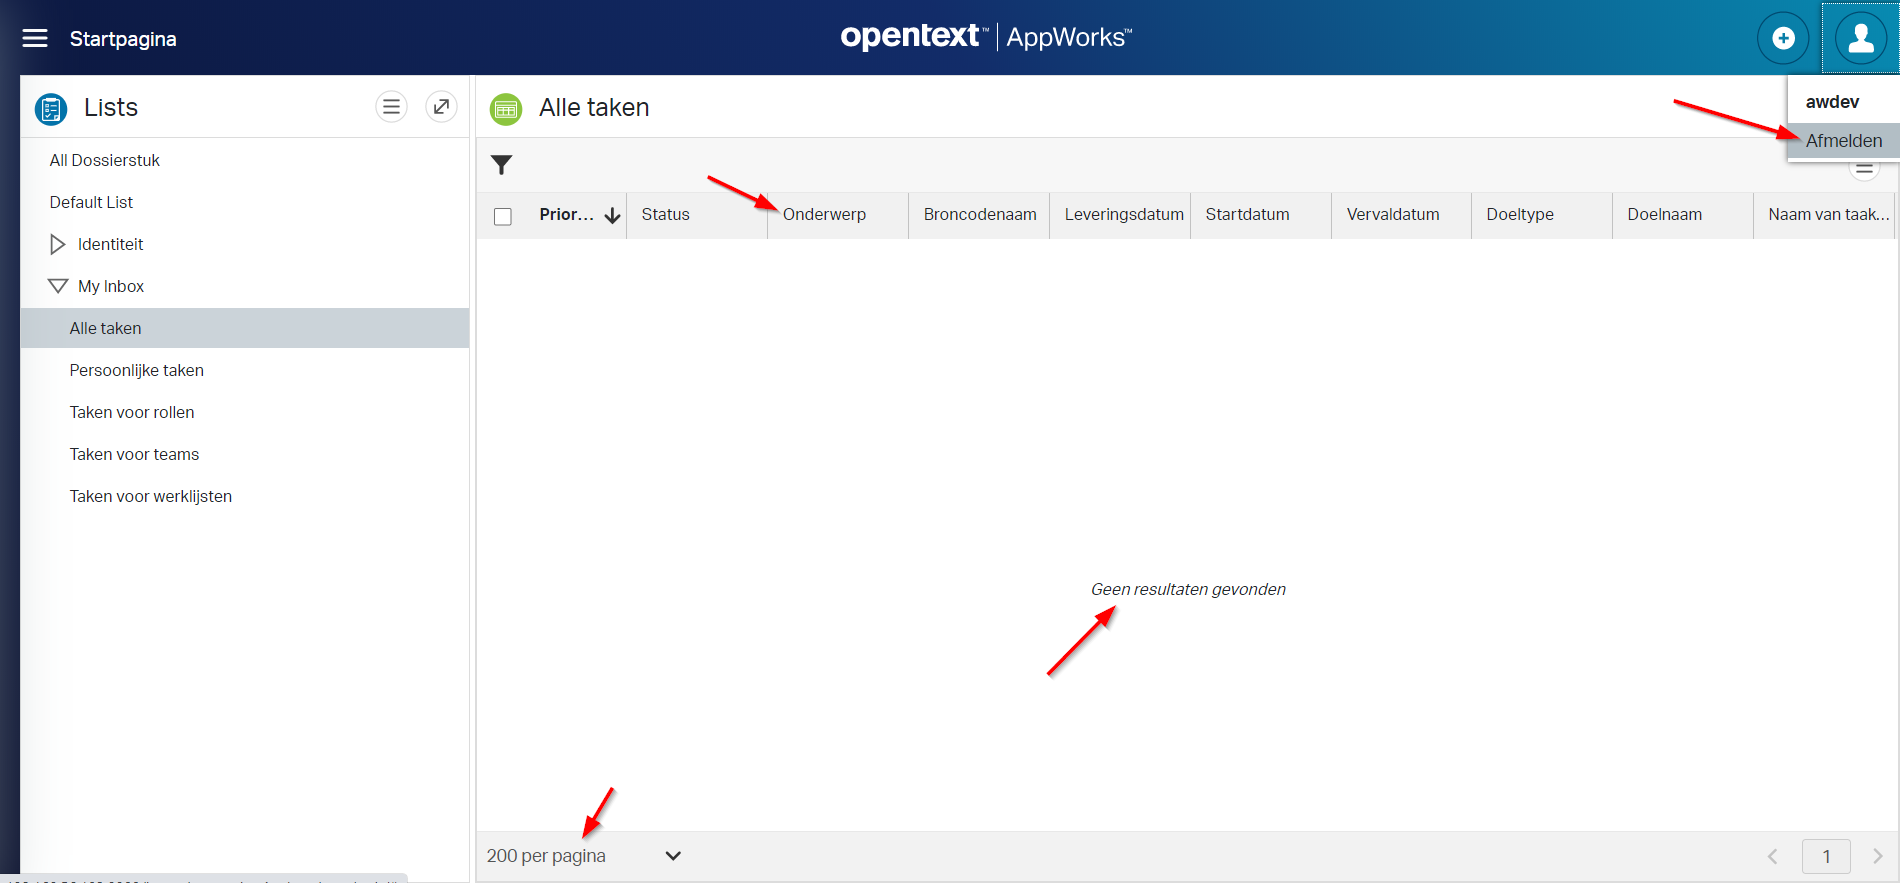 Startpagina
opentext™ | AppWorks™
Lists
Alle taken
awdev
Afmelden
All Dossierstuk
Default List
Identiteit
My Inbox
Alle taken
Persoonlijke taken
Taken voor rollen
Taken voor teams
Taken voor werklijsten
Prior... Status Onderwerp Broncodenaam Leveringsdatum Startdatum Vervaldatum Doeltype Doelnaam Naam van taak...
Geen resultaten gevonden
200 per pagina
1